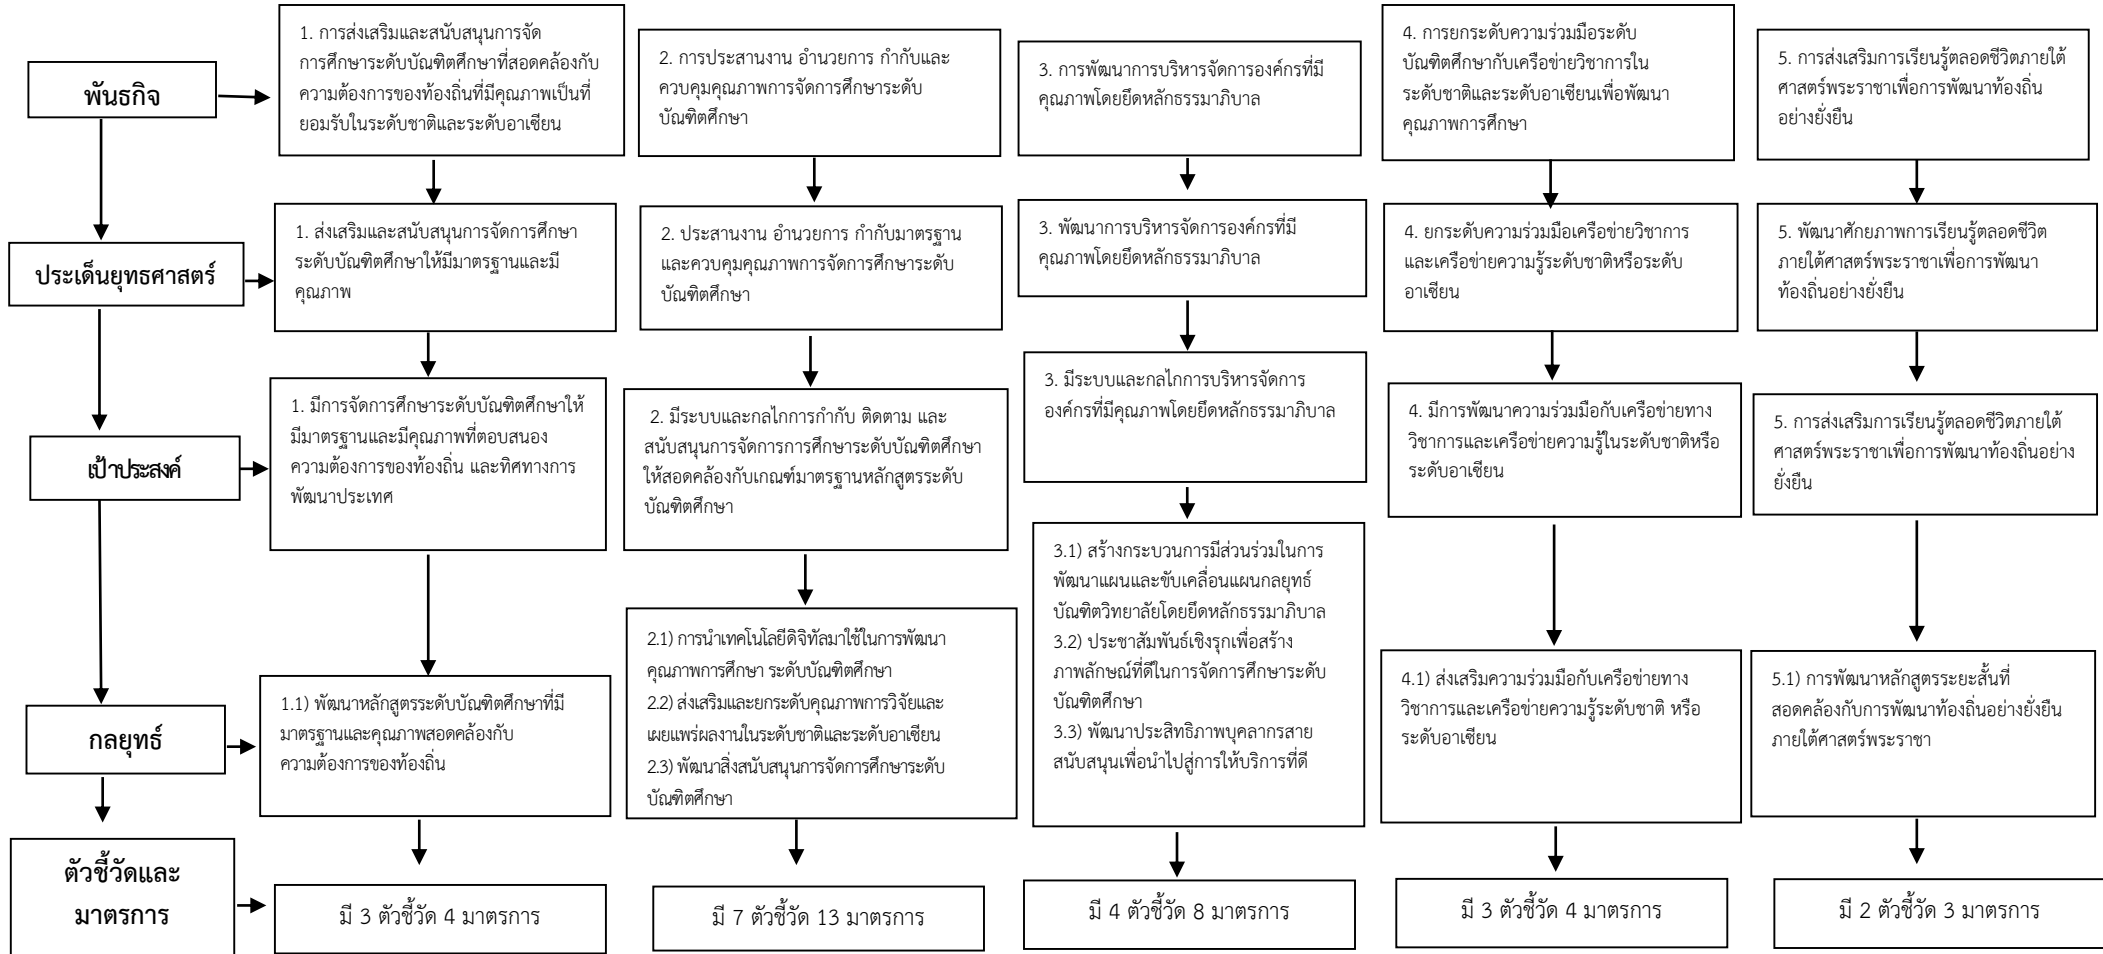 พันธกิจ
1. การส่งเสริมและสนับสนุนการจัด
การศึกษาระดับบัณฑิตศึกษาที่สอดคล้องกับ
ความต้องการของท้องถิ่นที่มีคุณภาพเป็นที่
ยอมรับในระดับชาติและระดับอาเซียน
2. การประสานงาน อำนวยการ กำกับและ
ควบคุมคุณภาพการจัดการศึกษาระดับ
บัณฑิตศึกษา
3. การพัฒนาการบริหารจัดการองค์กรที่มี
คุณภาพโดยยึดหลักธรรมาภิบาล
4. การยกระดับความร่วมมือระดับ
บัณฑิตศึกษากับเครือข่ายวิชาการใน
ระดับชาติและระดับอาเซียนเพื่อพัฒนา
คุณภาพการศึกษา
5. การส่งเสริมการเรียนรู้ตลอดชีวิตภายใต้
ศาสตร์พระราชาเพื่อการพัฒนาท้องถิ่น
อย่างยั่งยืน
ประเด็นยุทธศาสตร์
1. ส่งเสริมและสนับสนุนการจัดการศึกษา
ระดับบัณฑิตศึกษาให้มีมาตรฐานและมี
คุณภาพ
2. ประสานงาน อำนวยการ กำกับมาตรฐาน
และควบคุมคุณภาพการจัดการศึกษาระดับ
บัณฑิตศึกษา
3. พัฒนาการบริหารจัดการองค์กรที่มี
คุณภาพโดยยึดหลักธรรมาภิบาล
4. ยกระดับความร่วมมือเครือข่ายวิชาการ
และเครือข่ายความรู้ระดับชาติหรือระดับ
อาเซียน
5. พัฒนาศักยภาพการเรียนรู้ตลอดชีวิต
ภายใต้ศาสตร์พระราชาเพื่อการพัฒนา
ท้องถิ่นอย่างยั่งยืน
เป้าประสงค์
1. มีการจัดการศึกษาระดับบัณฑิตศึกษาให้
มีมาตรฐานและมีคุณภาพที่ตอบสนอง
ความต้องการของท้องถิ่น และทิศทางการ
พัฒนาประเทศ
2. มีระบบและกลไกการกำกับ ติดตาม และ
สนับสนุนการจัดการการศึกษาระดับบัณฑิตศึกษา
ให้สอดคล้องกับเกณฑ์มาตรฐานหลักสูตรระดับ
บัณฑิตศึกษา
3. มีระบบและกลไกการบริหารจัดการ
องค์กรที่มีคุณภาพโดยยึดหลักธรรมาภิบาล
4. มีการพัฒนาความร่วมมือกับเครือข่ายทาง
วิชาการและเครือข่ายความรู้ในระดับชาติหรือ
ระดับอาเซียน
5. การส่งเสริมการเรียนรู้ตลอดชีวิตภายใต้
ศาสตร์พระราชาเพื่อการพัฒนาท้องถิ่นอย่าง
ยั่งยืน
กลยุทธ์
1.1) พัฒนาหลักสูตรระดับบัณฑิตศึกษาที่มี
มาตรฐานและคุณภาพสอดคล้องกับ
ความต้องการของท้องถิ่น
2.1) การนำเทคโนโลยีดิจิทัลมาใช้ในการพัฒนา
คุณภาพการศึกษา ระดับบัณฑิตศึกษา
2.2) ส่งเสริมและยกระดับคุณภาพการวิจัยและ
เผยแพร่ผลงานในระดับชาติและระดับอาเซียน
2.3) พัฒนาสิ่งสนับสนุนการจัดการศึกษาระดับ
บัณฑิตศึกษา
3.1) สร้างกระบวนการมีส่วนร่วมในการ
พัฒนาแผนและขับเคลื่อนแผนกลยุทธ์
บัณฑิตวิทยาลัยโดยยึดหลักธรรมาภิบาล
3.2) ประชาสัมพันธ์เชิงรุกเพื่อสร้าง
ภาพลักษณ์ที่ดีในการจัดการศึกษาระดับ
บัณฑิตศึกษา
3.3) พัฒนาประสิทธิภาพบุคลากรสาย
สนับสนุนเพื่อนำไปสู่การให้บริการที่ดี
4.1) ส่งเสริมความร่วมมือกับเครือข่ายทาง
วิชาการและเครือข่ายความรู้ระดับชาติ หรือ
ระดับอาเซียน
5.1) การพัฒนาหลักสูตรระยะสั้นที่
สอดคล้องกับการพัฒนาท้องถิ่นอย่างยั่งยืน
ภายใต้ศาสตร์พระราชา
ตัวชี้วัดและ
มาตรการ
มี 3 ตัวชี้วัด 4 มาตรการ
มี 7 ตัวชี้วัด 13 มาตรการ
มี 4 ตัวชี้วัด 8 มาตรการ
มี 3 ตัวชี้วัด 4 มาตรการ
มี 2 ตัวชี้วัด 3 มาตรการ